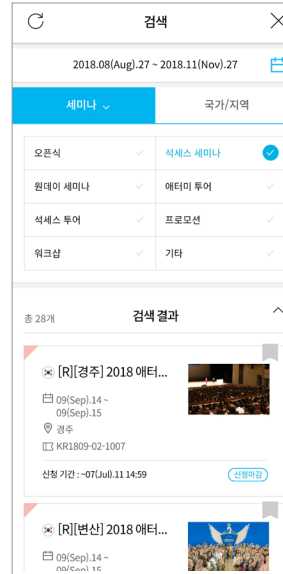 검색
2018.08(Aug).27 ~ 2018.11(Nov).27
세미나 국가/지역
오픈식 석세스 세미나
원데이 세미나 애터미 투어
석세스 투어 프로모션
워크샵 기타
총 28개 검색 결과
[R][경주] 2018 애터...
09(Sep).14 ~
09(Sep).15
경주
KR1809-02-1007
신청 기간 : ~07(Jul).11 14:59 신청마감
[R][변산] 2018 애터...
09(Sep).14 ~
09(Sep).15